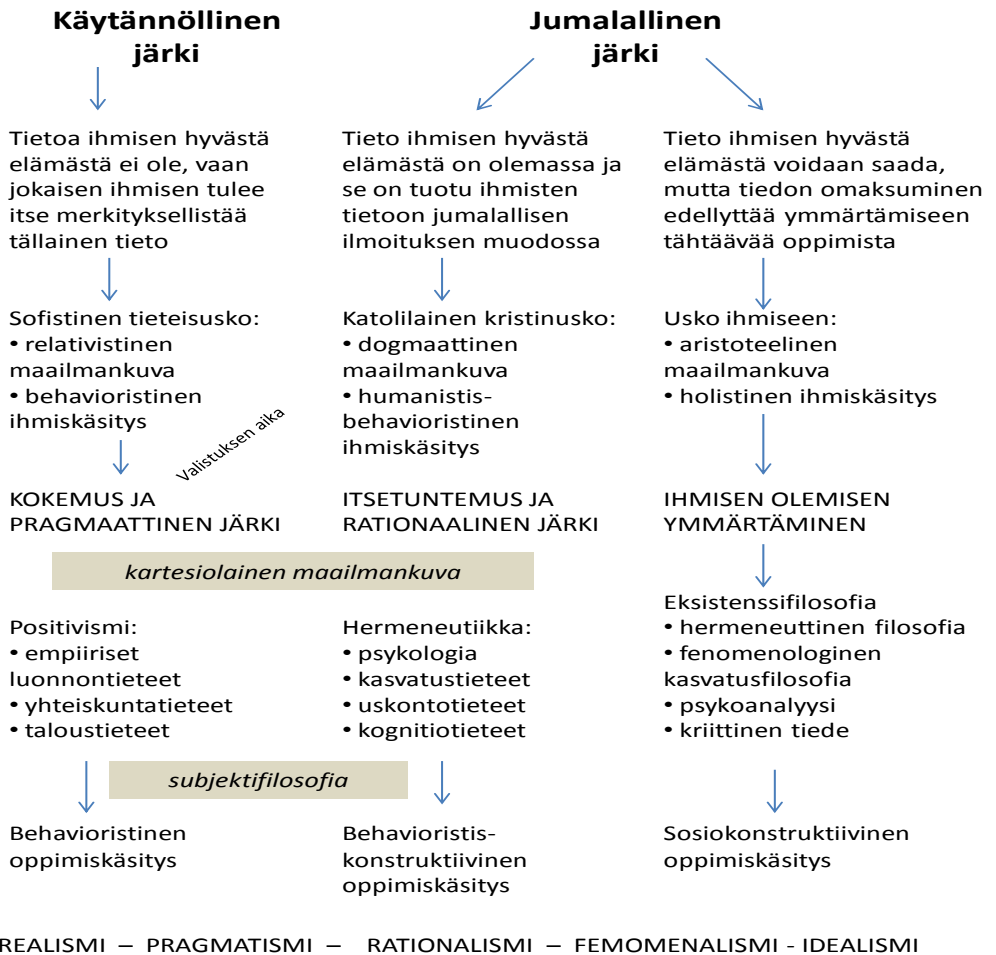 Käytännöllinen
järki
Jumalallinen
järki
Tietoa ihmisen hyvästä
elämästä ei ole, vaan
jokaisen ihmisen tulee
itse merkityksellistää
tällainen tieto
Tieto ihmisen hyvästä
elämästä on olemassa ja
se on tuotu ihmisten
tietoon jumalallisen
ilmoituksen muodossa
Tieto ihmisen hyvästä
elämästä voidaan saada,
mutta tiedon omaksuminen
edellyttää ymmärtämiseen
tähtäävää oppimista
Sofistinen tieteisusko:
• relativistinen
maailmankuva
• behavioristinen
ihmiskäsitys
Katolilainen kristinusko:
• dogmaattinen
maailmankuva
• humanistis-
behavioristinen
ihmiskäsitys
Usko ihmiseen:
• aristoteelinen
maailmankuva
• holistinen ihmiskäsitys
Valistuksen aika
KOKEMUS JA
PRAGMAATTINEN JÄRKI
ITSETUNTEMUS JA
RATIONAALINEN JÄRKI
IHMISEN OLEMISEN
YMMÄRTÄMINEN
kartesiolainen maailmankuva
Positivismi:
• empiiriset
luonnontieteet
• yhteiskuntatieteet
• taloustieteet
Hermeneutiikka:
• psykologia
• kasvatustieteet
• uskontotieteet
• kognitiotieteet
Eksistenssifilosofia
• hermeneuttinen filosofia
• fenomenologinen
kasvatusfilosofia
• psykoanalyysi
• kriittinen tiede
subjektifilosofia
Behavioristinen
oppimiskäsitys
Behavioristis-
konstruktiivinen
oppimiskäsitys
Sosiokonstruktiivinen
oppimiskäsitys
REALISMI – PRAGMATISMI – RATIONALISMI – FEMOMENALISMI - IDEALISMI